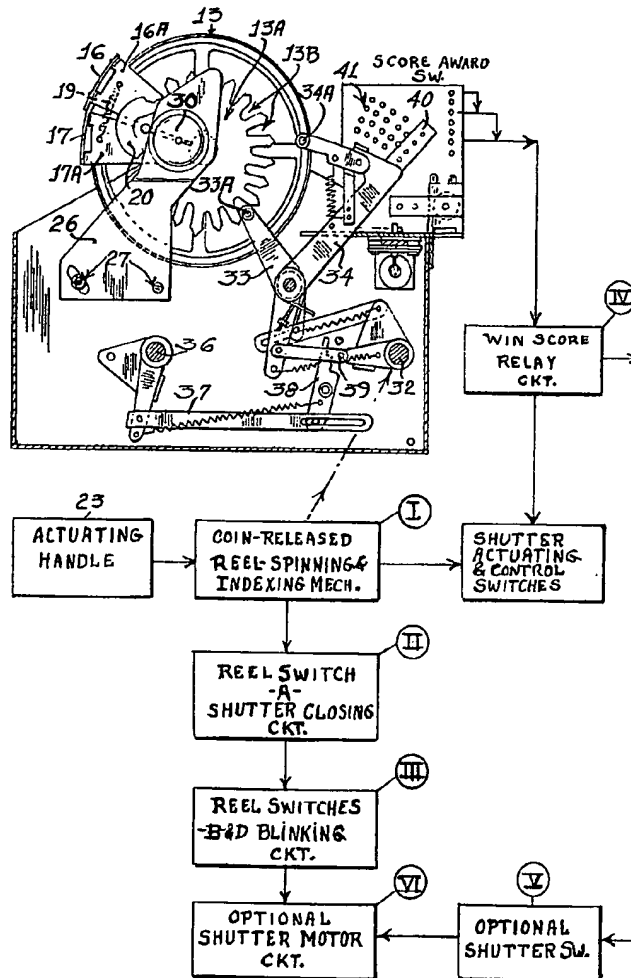 13
16
16A
13A
13B
SCORE AWARD
SW.
19
30
34A
41
40
17
17A
20
33A
26
33
34
27
36
38
39
32
37
IV
WIN SCORE
RELAY
CKT.
23
ACTUATING
HANDLE
I
COIN-RELEASED
REEL-SPINNING &
INDEXING MECH.
SHUTTER
ACTUATING
& CONTROL
SWITCHES
II
REEL SWITCH
-A-
SHUTTER CLOSING
CKT.
III
REEL SWITCHES
-B&D BLINKING
CKT.
VI
OPTIONAL
SHUTTER MOTOR
CKT.
V
OPTIONAL
SHUTTER SW.